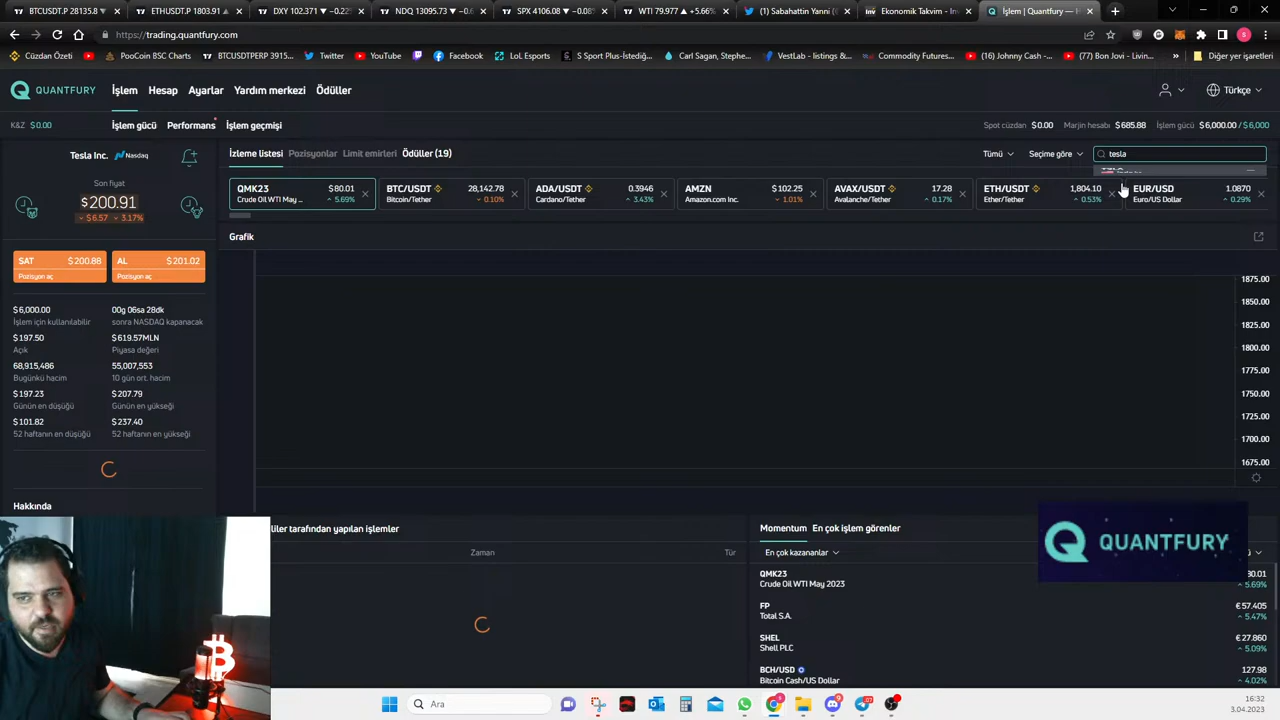 BTCUSDT.P 28135.8
ETHUSDT.P 1803.91
DXY 102.371 −0.22
NDQ 13095.73 −0.
SPX 4106.08 −0.08%
WTI 79.977 +5.66%
(1) Sabahattin Yanni (
Ekonomik Takvim - Inv
İşlem | Quantfury —
https://trading.quantfury.com
Cüzdan Özeti
PooCoin BSC Charts
BTCUSDTPERP 3915...
Twitter
YouTube
Facebook
LoL Esports
S Sport Plus-İstediğ...
Carl Sagan, Stephe...
VestLab - listings &...
Commodity Futures...
(16) Johnny Cash -...
(77) Bon Jovi - Livin...
»
Diğer yer işaretleri
QUANTFURY
İşlem
Hesap
Ayarlar
Yardım merkezi
Ödüller
Türkçe
K&Z $0.00
İşlem gücü
Performans
İşlem geçmişi
Spot cüzdan $0.00
Marjin hesabı $685.88
İşlem gücü $6,000.00/$6,000
Tesla Inc. Nasdaq
Son fiyat
$200.91
$6.57 3.17%
SAT $200.88
Pozisyon aç
AL $201.02
Pozisyon aç
$6,000.00
İşlem için kullanılabilir
00g 06sa 28dk
sonra NASDAQ kapanacak
$197.50
Açık
$619.57MLN
Piyasa değeri
68,915,486
Bugünkü hacim
55,007,553
10 gün ort. hacim
$197.23
Günün en düşüğü
$207.79
Günün en yükseği
$101.82
52 haftanın en düşüğü
$237.40
52 haftanın en yükseği
Hakkında
İzleme listesi
Pozisyonlar
Limit emirleri
Ödüller (19)
Tümü
Seçime göre
tesla
QMK23 $80.01
Crude Oil WTI May ... 5.69%
BTC/USDT 28,142.78
Bitcoin/Tether 0.10%
ADA/USDT 0.3946
Cardano/Tether 3.43%
AMZN $102.25
Amazon.com Inc. 1.01%
AVAX/USDT 17.28
Avalanche/Tether 0.17%
ETH/USDT 1,804.10
Ether/Tether 0.53%
EUR/USD 1.0870
Euro/US Dollar 0.29%
Grafik
1875.00
1850.00
1825.00
1800.00
1775.00
1750.00
1725.00
1700.00
1675.00
liler tarafından yapılan işlemler
Zaman
Tür
Momentum
En çok işlem görenler
En çok kazananlar
QMK23 80.01
Crude Oil WTI May 2023 5.69%
FP €57.405
Total S.A. 5.47%
SHEL €27.860
Shell PLC 5.09%
BCH/USD 127.98
Bitcoin Cash/US Dollar 4.02%
QUANTFURY
Ara
16:32
3.04.2023